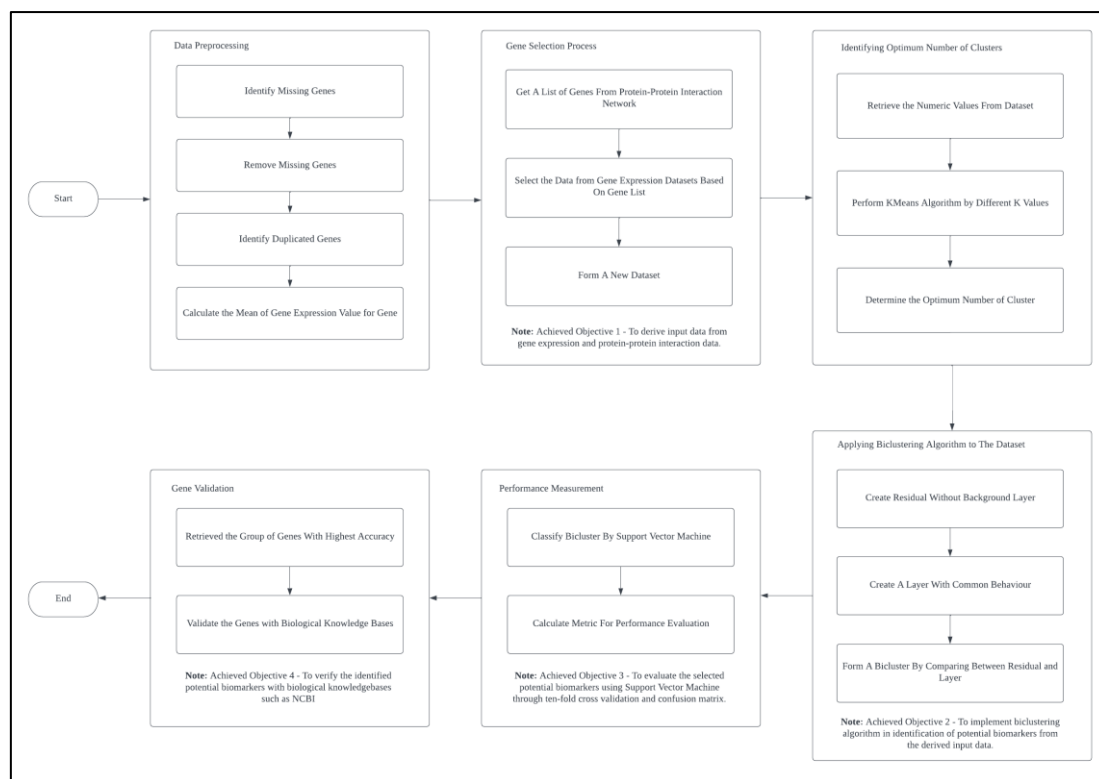 Start
Data Preprocessing
Identify Missing Genes
Remove Missing Genes
Identify Duplicated Genes
Calculate the Mean of Gene Expression Value for Gene
Gene Selection Process
Get A List of Genes From Protein-Protein Interaction
Network
Select the Data from Gene Expression Datasets Based
On Gene List
Form A New Dataset
Note: Achieved Objective 1 - To derive input data from
gene expression and protein-protein interaction data.
Identifying Optimum Number of Clusters
Retrieve the Numeric Values From Dataset
Perform KMeans Algorithm by Different K Values
Determine the Optimum Number of Cluster
Applying Biclustering Algorithm to The Dataset
Create Residual Without Background Layer
Create A Layer With Common Behaviour
Form A Bicluster By Comparing Between Residual and
Layer
Note: Achieved Objective 2 - To implement biclustering
algorithm in identification of potential biomarkers from
the derived input data.
Performance Measurement
Classify Bicluster By Support Vector Machine
Calculate Metric For Performance Evaluation
Note: Achieved Objective 3 - To evaluate the selected
potential biomarkers using Support Vector Machine
through ten-fold cross validation and confusion matrix.
Gene Validation
Retrieved the Group of Genes With Highest Accuracy
Validate the Genes with Biological Knowledge Bases
Note: Achieved Objective 4 - To verify the identified
potential biomarkers with biological knowledgebases
such as NCBI
End